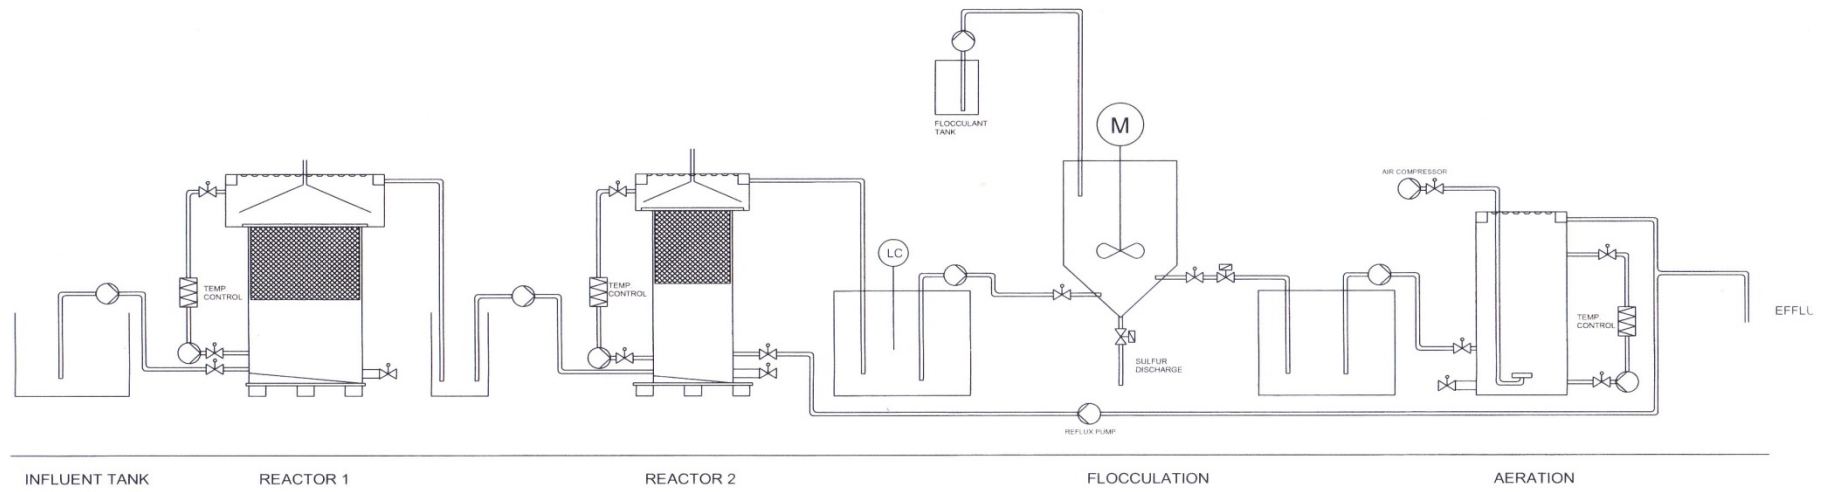 FLOCCULANT
TANK
M
AIR COMPRESSOR
LC
TEMP
CONTROL
TEMP
CONTROL
TEMP
CONTROL
EFFLU
SULFUR
DISCHARGE
REFLUX PUMP
INFLUENT TANK
REACTOR 1
REACTOR 2
FLOCCULATION
AERATION